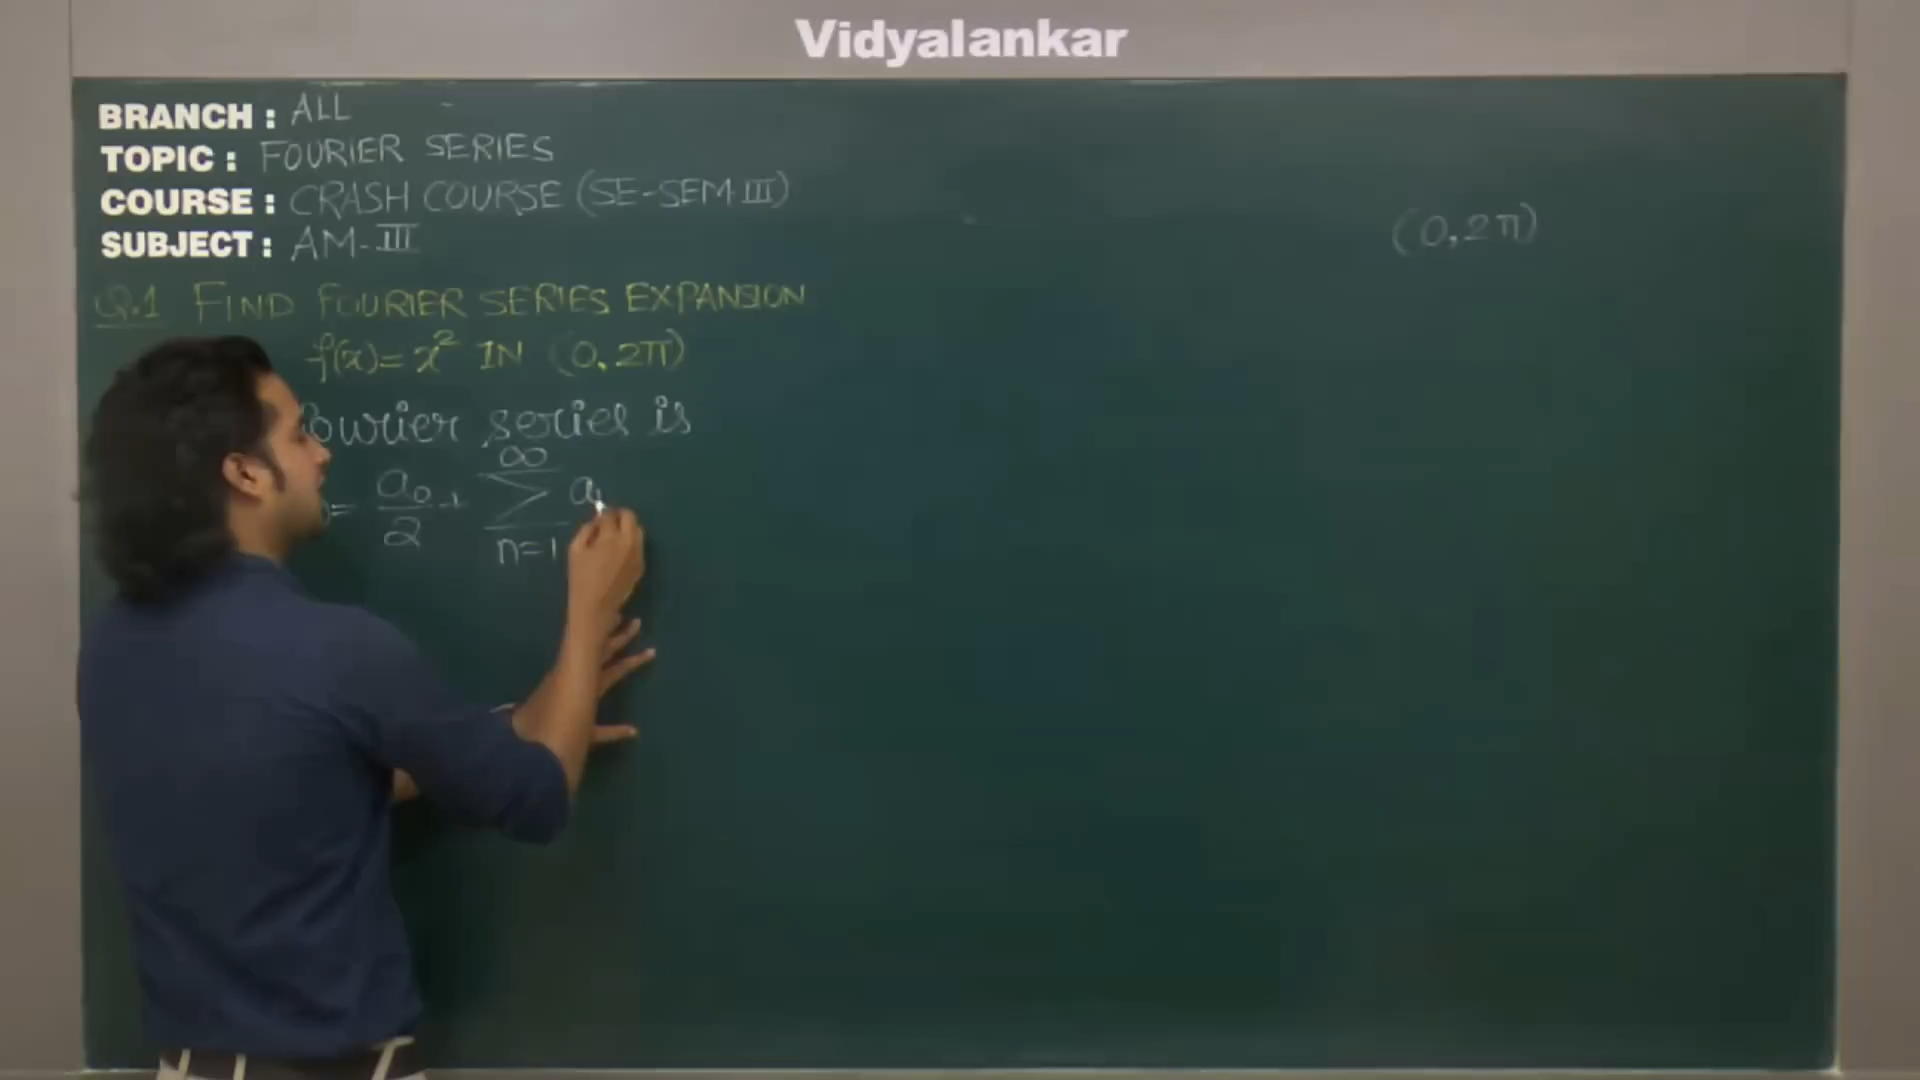 Vidyalankar
BRANCH : ALL
TOPIC : FOURIER SERIES
COURSE : CRASH COURSE (SE-SEM III)
SUBJECT : AM-III
(0, 2π)
Q.1 FIND FOURIER SERIES EXPANSION
f(x) = x² IN (0, 2π)
Fourier series is
= a₀/2 + ∑ n=1 ∞ a